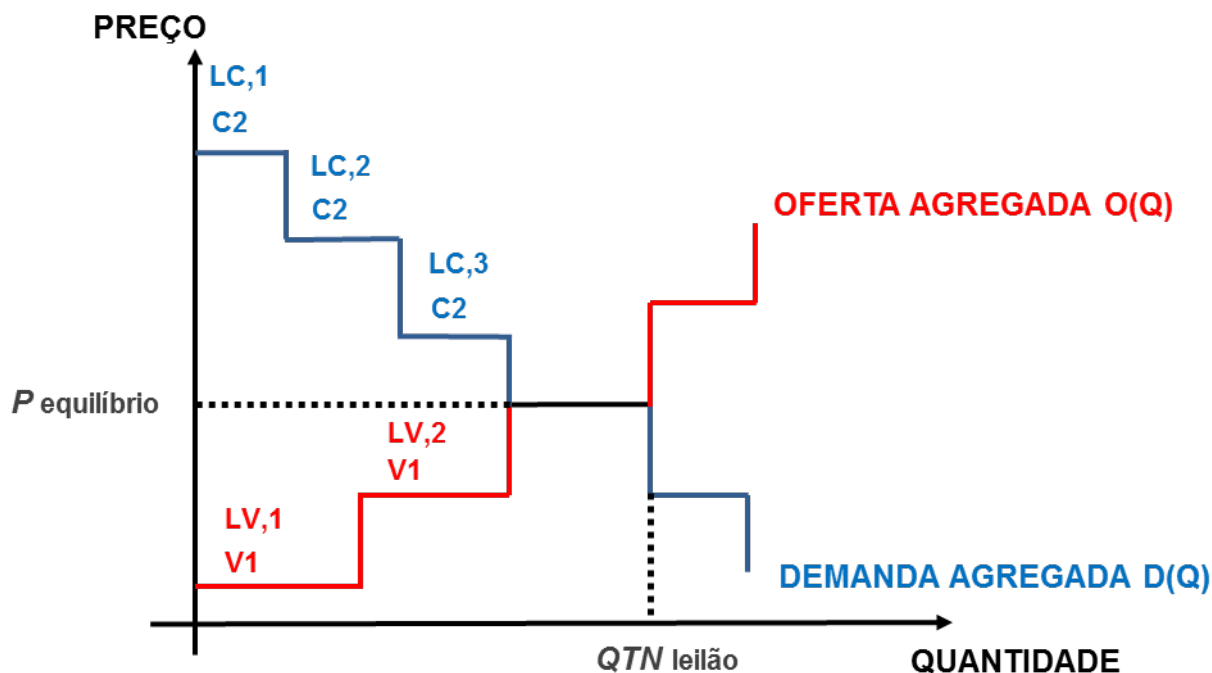 PREÇO
LC,1
C2
LC,2
C2
OFERTA AGREGADA O(Q)
LC,3
C2
P equilíbrio
LV,2
V1
LV,1
V1
DEMANDA AGREGADA D(Q)
QTN leilão
QUANTIDADE